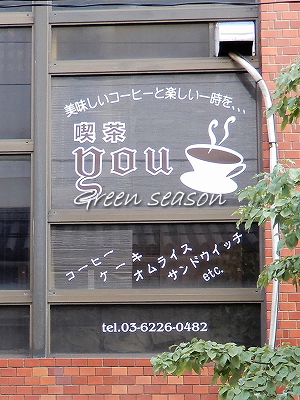 美味しいコーヒーと楽しい一時を、、、
喫茶
you
Green season
コーヒー
ケーキ
オムライス
サンドウイッチ
etc.
tel.03-6226-0482